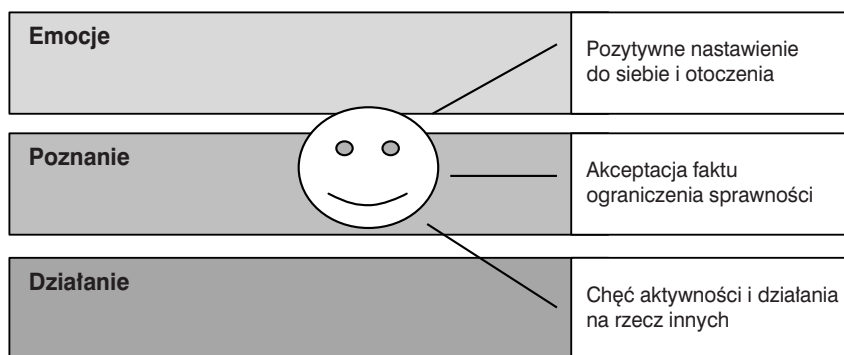 Emocje
Pozytywne nastawienie
do siebie i otoczenia
Poznanie
Akceptacja faktu
ograniczenia sprawności
Działanie
Chęć aktywności i działania
na rzecz innych